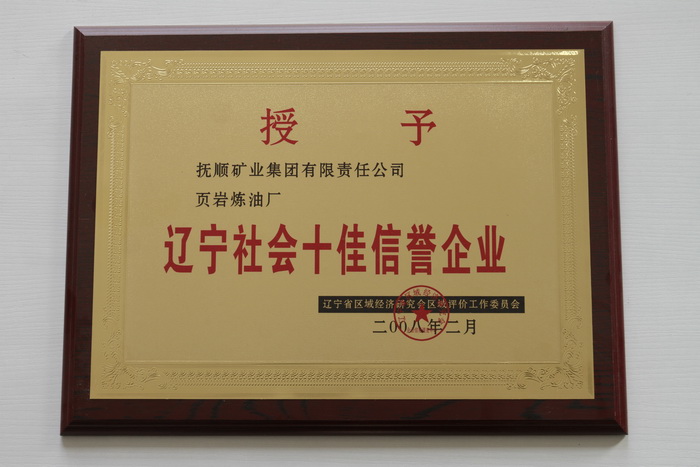 授予
抚顺矿业集团有限责任公司
页岩炼油厂
辽宁社会十佳信誉企业
辽宁省区域经济研究会区域评价工作委员会
二00八年二月